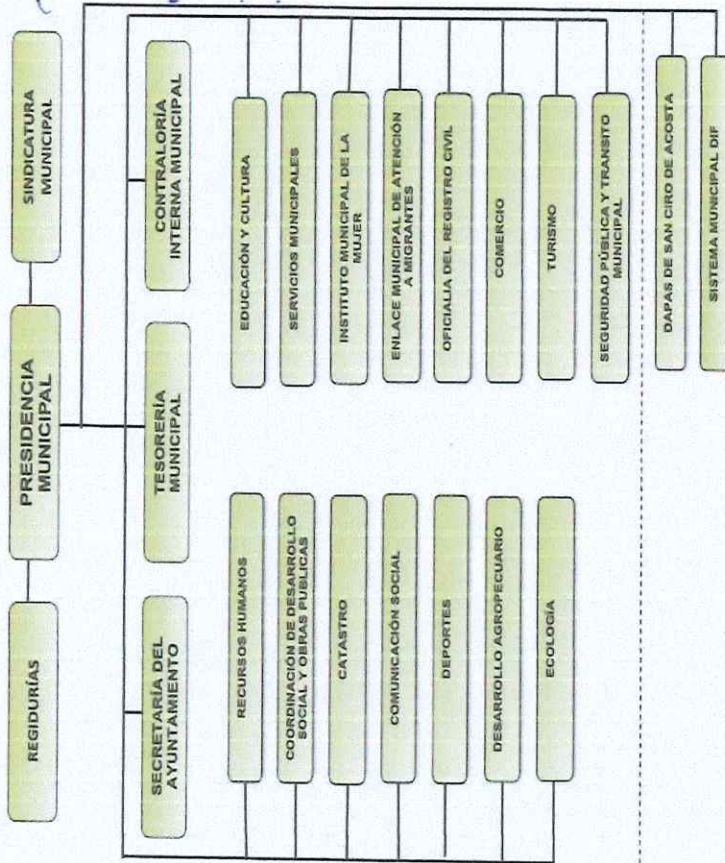 REGIDURÍAS
PRESIDENCIA
MUNICIPAL
SINDICATURA
MUNICIPAL
SECRETARÍA DEL
AYUNTAMIENTO
TESORERÍA
MUNICIPAL
CONTRALORÍA
INTERNA MUNICIPAL
RECURSOS HUMANOS
COORDINACIÓN DE DESARROLLO
SOCIAL Y OBRAS PUBLICAS
CATASTRO
COMUNICACIÓN SOCIAL
DEPORTES
DESARROLLO AGROPECUARIO
ECOLOGÍA
EDUCACIÓN Y CULTURA
SERVICIOS MUNICIPALES
INSTITUTO MUNICIPAL DE LA
MUJER
ENLACE MUNICIPAL DE ATENCIÓN
A MIGRANTES
OFICIALIA DEL REGISTRO CIVIL
COMERCIO
TURISMO
SEGURIDAD PÚBLICA Y TRANSITO
MUNICIPAL
DAPAS DE SAN CIRO DE ACOSTA
SISTEMA MUNICIPAL DIF